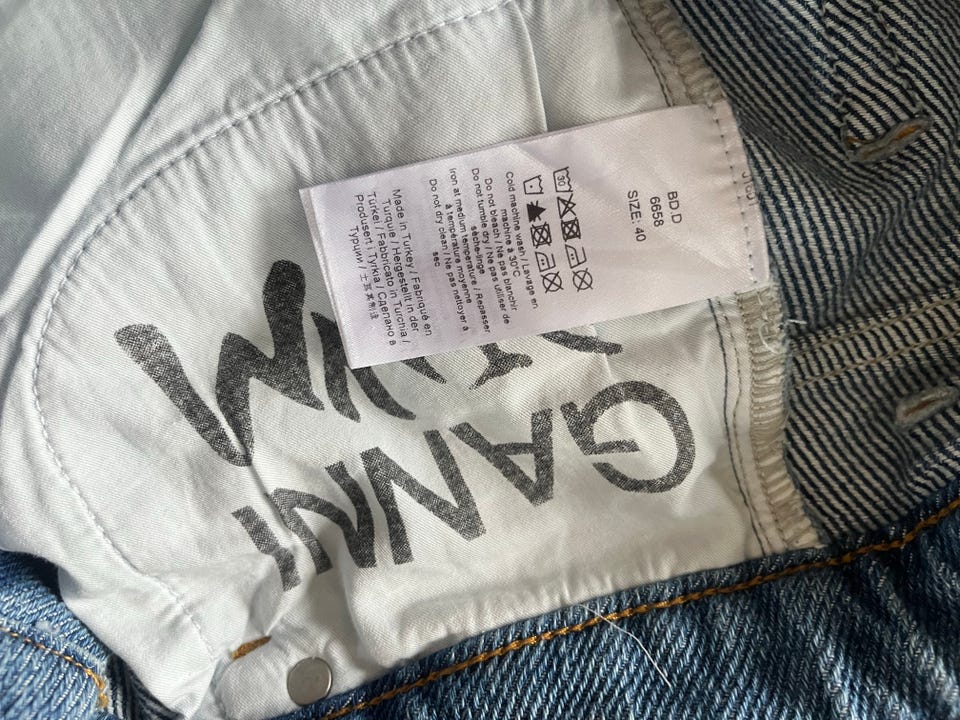 BD.D
6658
SIZE: 40
30
Cold machine wash / Lavage en
machine à 30°C
Do not bleach / Ne pas blanchir
Do not tumble dry / Ne pas utiliser de
sèche-linge
Iron at medium temperature / Repasser
à température moyenne
Do not dry clean / Ne pas nettoyer à
sec
Made in Turkey / Fabriqué en
Turquie / Hergestellt in der
Türkei / Fabbricato in Turchia /
Produsert i Tyrkia / Сделано в
Турции / 土耳其制造
GANNI